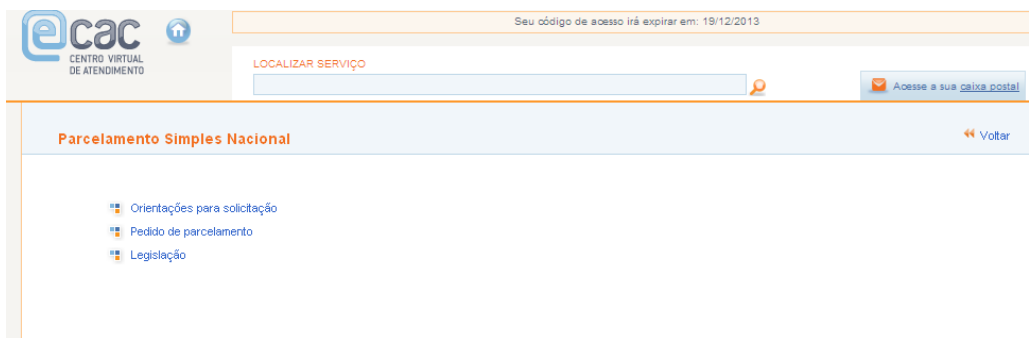 Seu código de acesso irá expirar em: 19/12/2013
ecac
CENTRO VIRTUAL
DE ATENDIMENTO
LOCALIZAR SERVIÇO
Acesse a sua caixa postal
Parcelamento Simples Nacional
Voltar
Orientações para solicitação
Pedido de parcelamento
Legislação